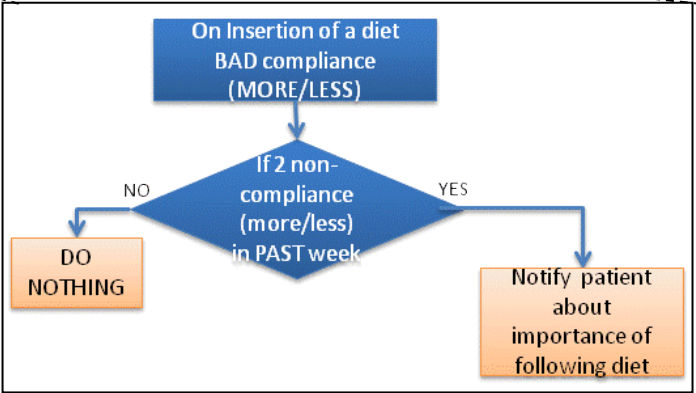 On Insertion of a diet
BAD compliance
(MORE/LESS)
If 2 non-
compliance
(more/less)
in PAST week
NO
YES
DO
NOTHING
Notify patient
about
importance of
following diet